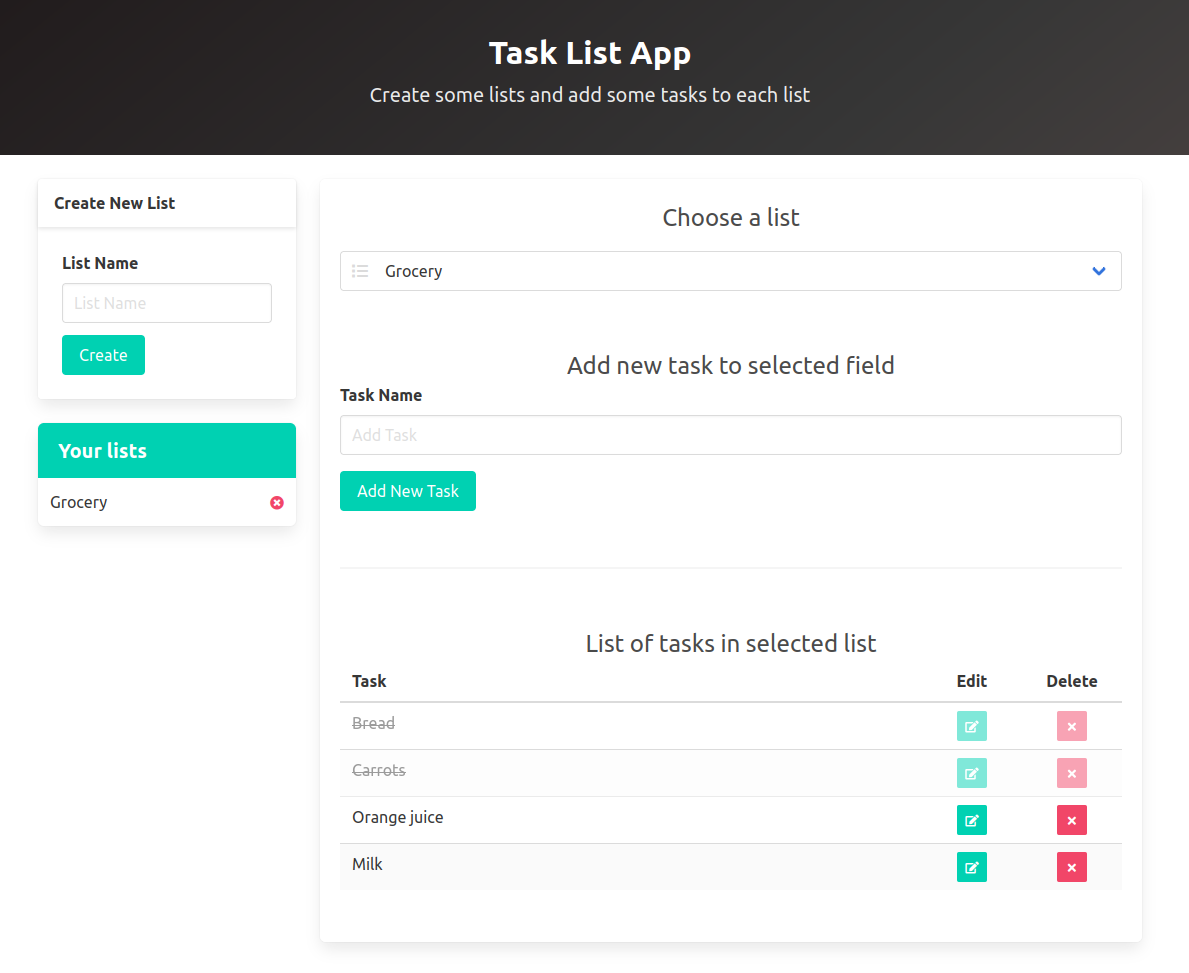 Task List App
Create some lists and add some tasks to each list
Create New List
List Name
List Name
Create
Your lists
Grocery
Choose a list
Grocery
Add new task to selected field
Task Name
Add Task
Add New Task
List of tasks in selected list
Task Edit Delete
Bread
Carrots
Orange juice
Milk